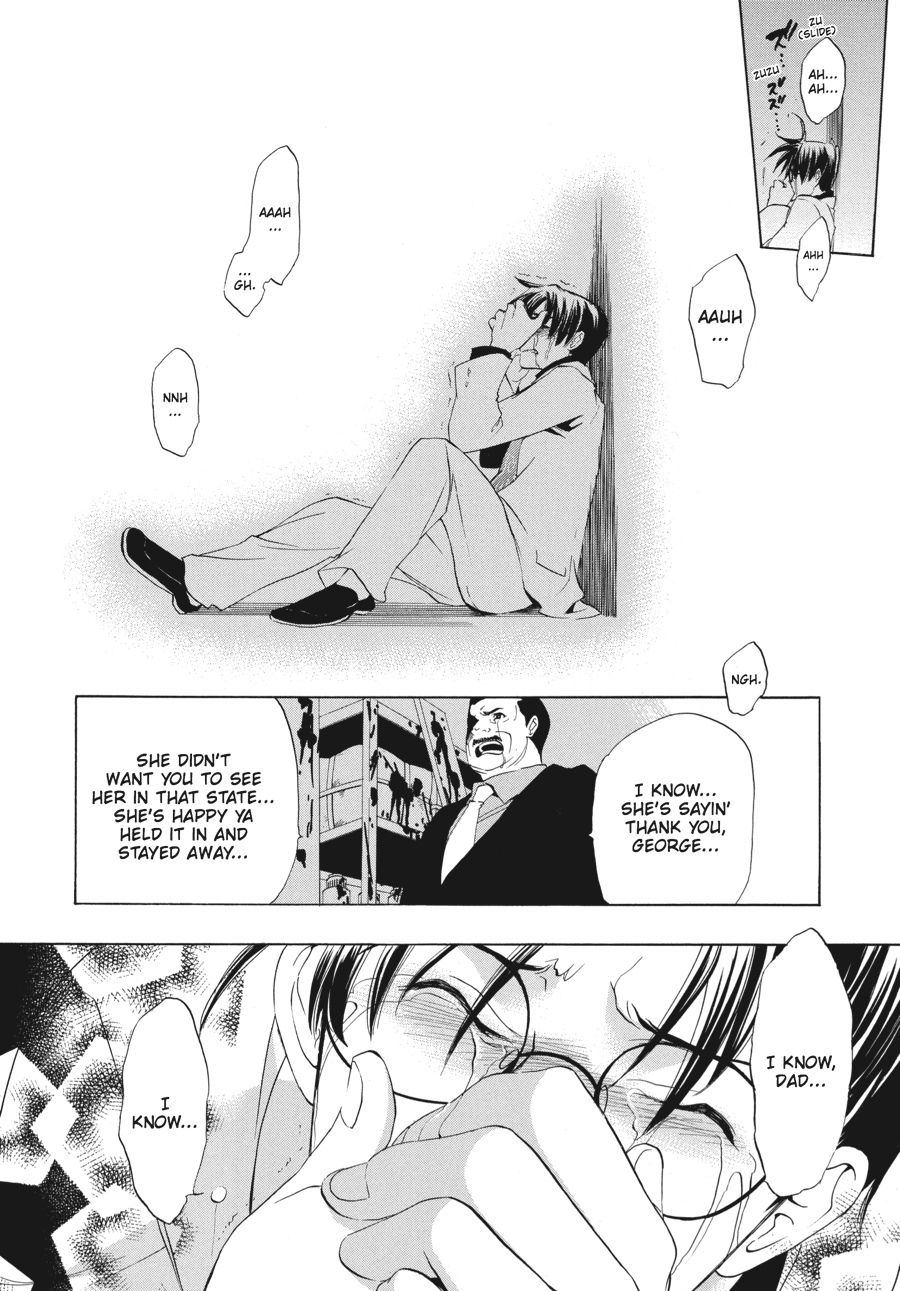 ZU
(SLIDE)
ズ…
AH...
AH...
ZUZU
ズズ…
AHH
...
AAUH
...
AAAH
...
...
GH.
NNH
...
NGH.
I KNOW...
SHE'S SAYIN'
THANK YOU,
GEORGE...
SHE DIDN'T
WANT YOU TO SEE
HER IN THAT STATE...
SHE'S HAPPY YA
HELD IT IN AND
STAYED AWAY...
I KNOW,
DAD...
I
KNOW...